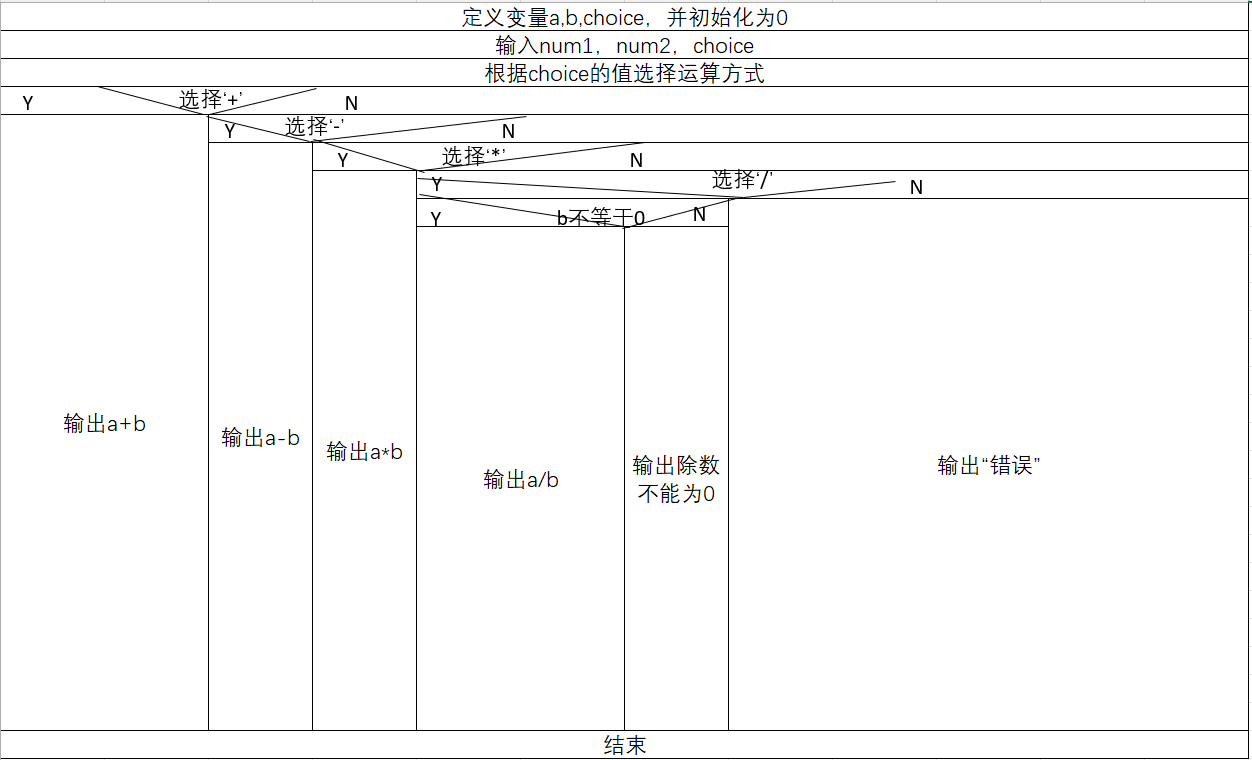 定义变量a,b,choice，并初始化为0
输入num1，num2，choice
根据choice的值选择运算方式
Y 选择‘+’ N
Y 选择‘-’ N
Y 选择‘*’ N
Y 选择‘/’ N
Y b不等于0 N
输出a+b
输出a-b
输出a*b
输出a/b
输出除数
不能为0
输出“错误”
结束